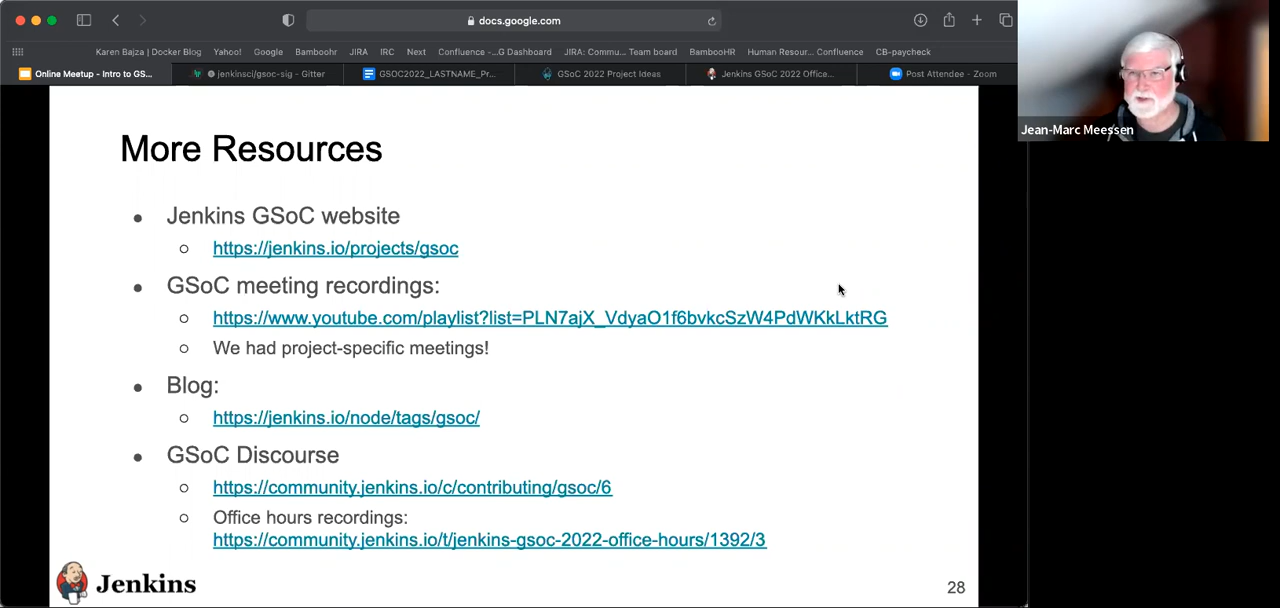 docs.google.com
Karen Bajza | Docker Blog Yahoo! Google Bamboohr JIRA IRC Next Confluence -...G Dashboard JIRA: Commu... Team board BambooHR Human Resour... Confluence CB-paycheck
Online Meetup - Intro to GS... jenkinsci/gsoc-sig - Gitter GSOC2022_LASTNAME_Pr... GSoC 2022 Project Ideas Jenkins GSoC 2022 Office... Post Attendee - Zoom
Jean-Marc Meessen
More Resources
● Jenkins GSoC website
○ https://jenkins.io/projects/gsoc
● GSoC meeting recordings:
○ https://www.youtube.com/playlist?list=PLN7ajX_VdyaO1f6bvkcSzW4PdWKkLktRG
○ We had project-specific meetings!
● Blog:
○ https://jenkins.io/node/tags/gsoc/
● GSoC Discourse
○ https://community.jenkins.io/c/contributing/gsoc/6
○ Office hours recordings:
https://community.jenkins.io/t/jenkins-gsoc-2022-office-hours/1392/3
Jenkins
28